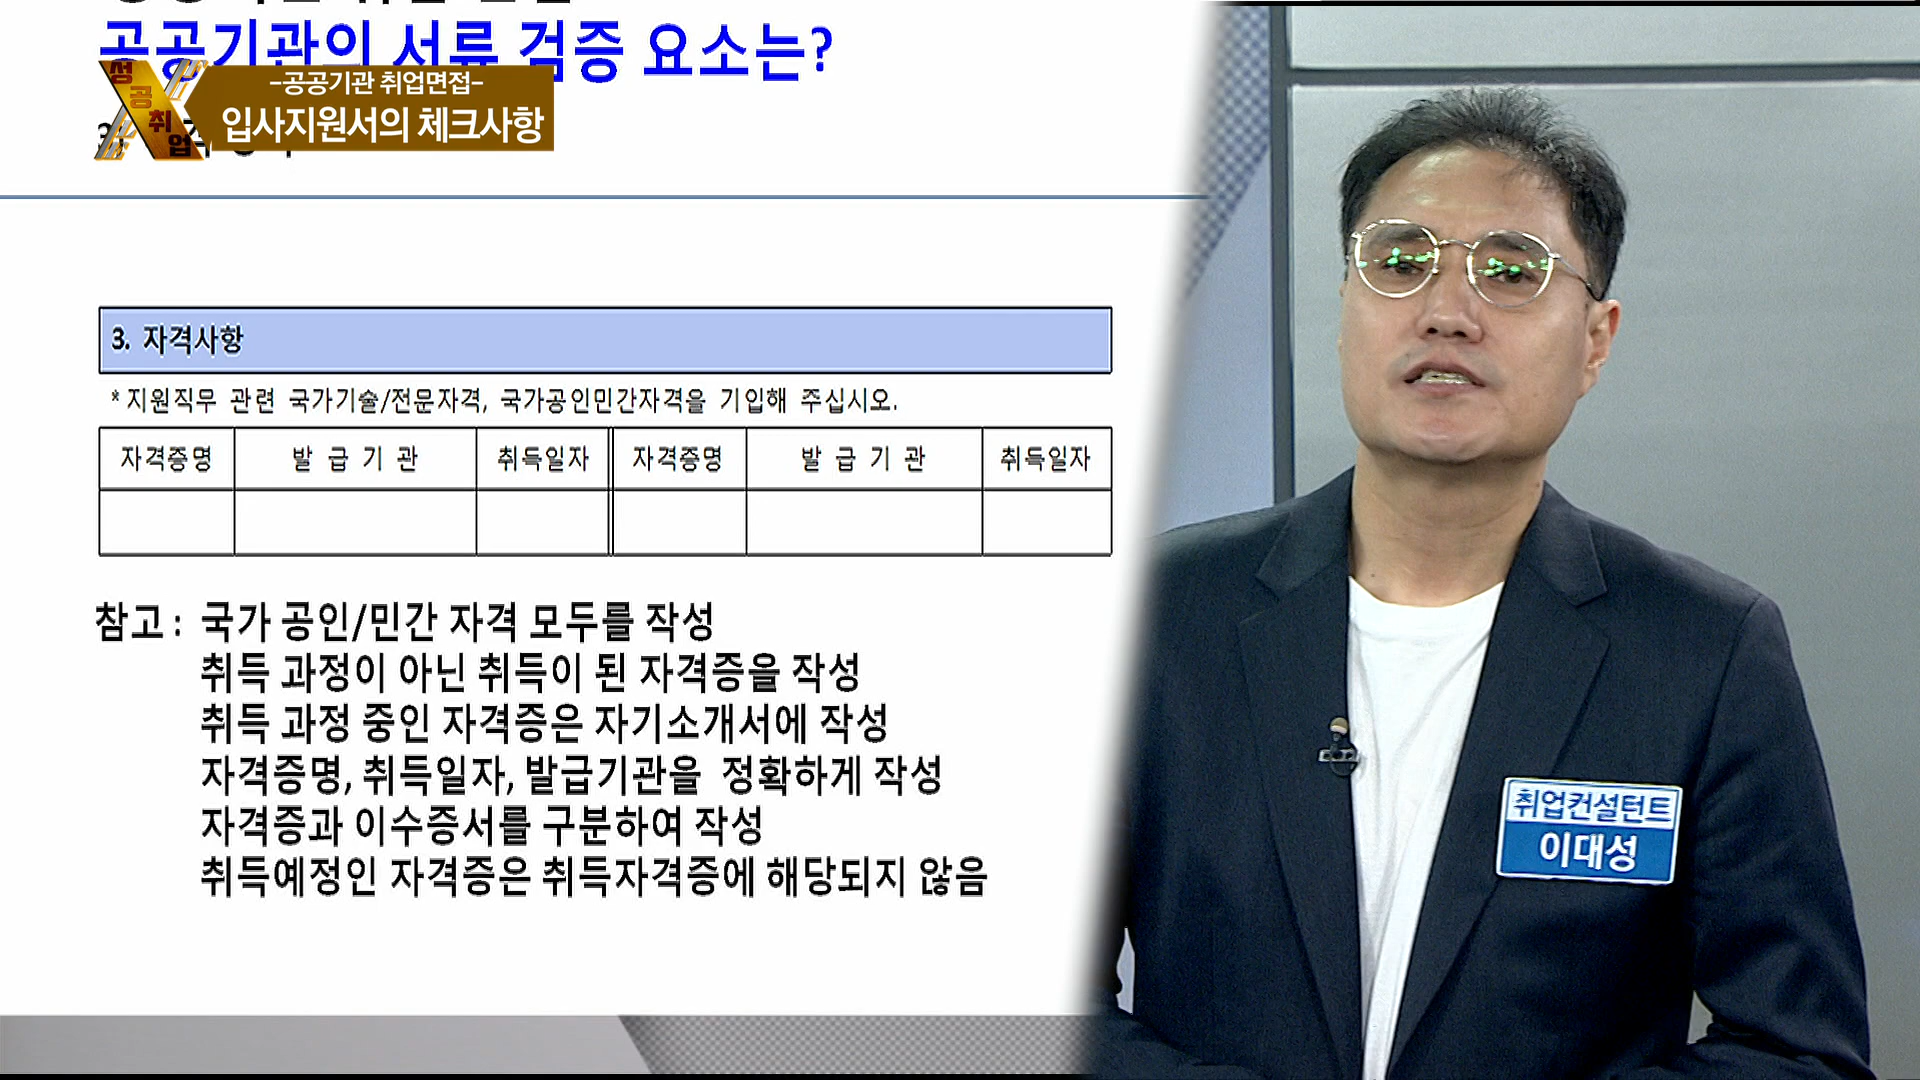 공공기관의 서류 검증 요소는?
성공취업
-공공기관 취업면접-
입사지원서의 체크사항
3. 자격사항
* 지원직무 관련 국가기술/전문자격, 국가공인민간자격을 기입해 주십시오.
자격증명 발 급 기 관 취득일자 자격증명 발 급 기 관 취득일자
참고 : 국가 공인/민간 자격 모두를 작성
취득 과정이 아닌 취득이 된 자격증을 작성
취득 과정 중인 자격증은 자기소개서에 작성
자격증명, 취득일자, 발급기관을 정확하게 작성
자격증과 이수증서를 구분하여 작성
취득예정인 자격증은 취득자격증에 해당되지 않음
취업컨설턴트
이대성